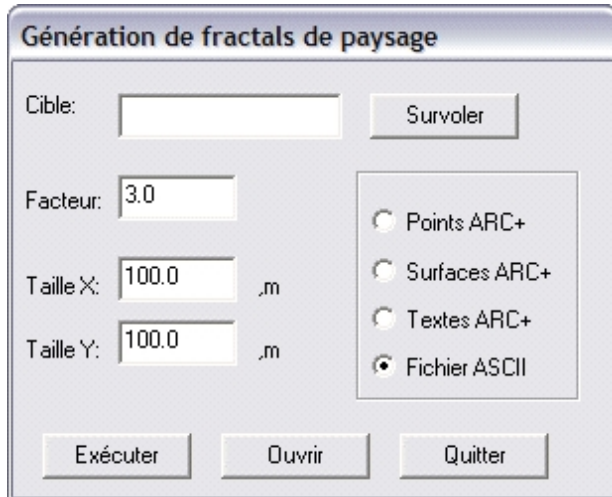 Génération de fractals de paysage
Cible:
Survoler
Facteur: 3.0
Points ARC+
Surfaces ARC+
Taille X: 100.0 ,m
Textes ARC+
Taille Y: 100.0 ,m
Fichier ASCII
Exécuter Ouvrir Quitter